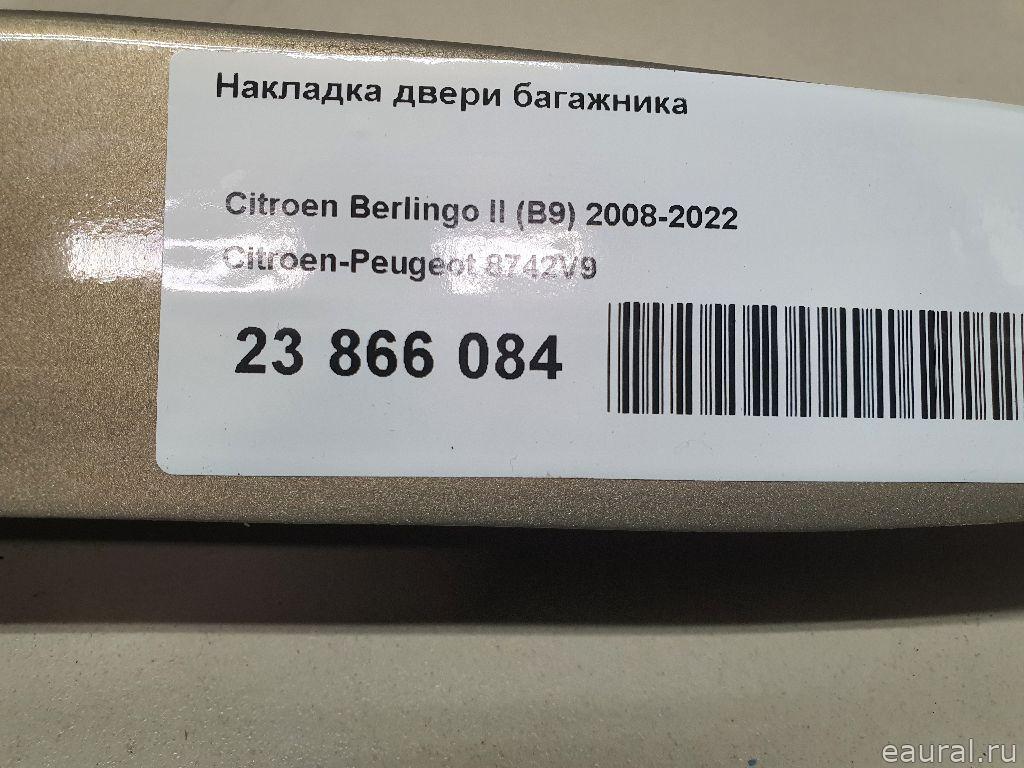 Накладка двери багажника
Citroen Berlingo II (B9) 2008-2022
Citroen-Peugeot 8742V9
23 866 084
eaural.ru